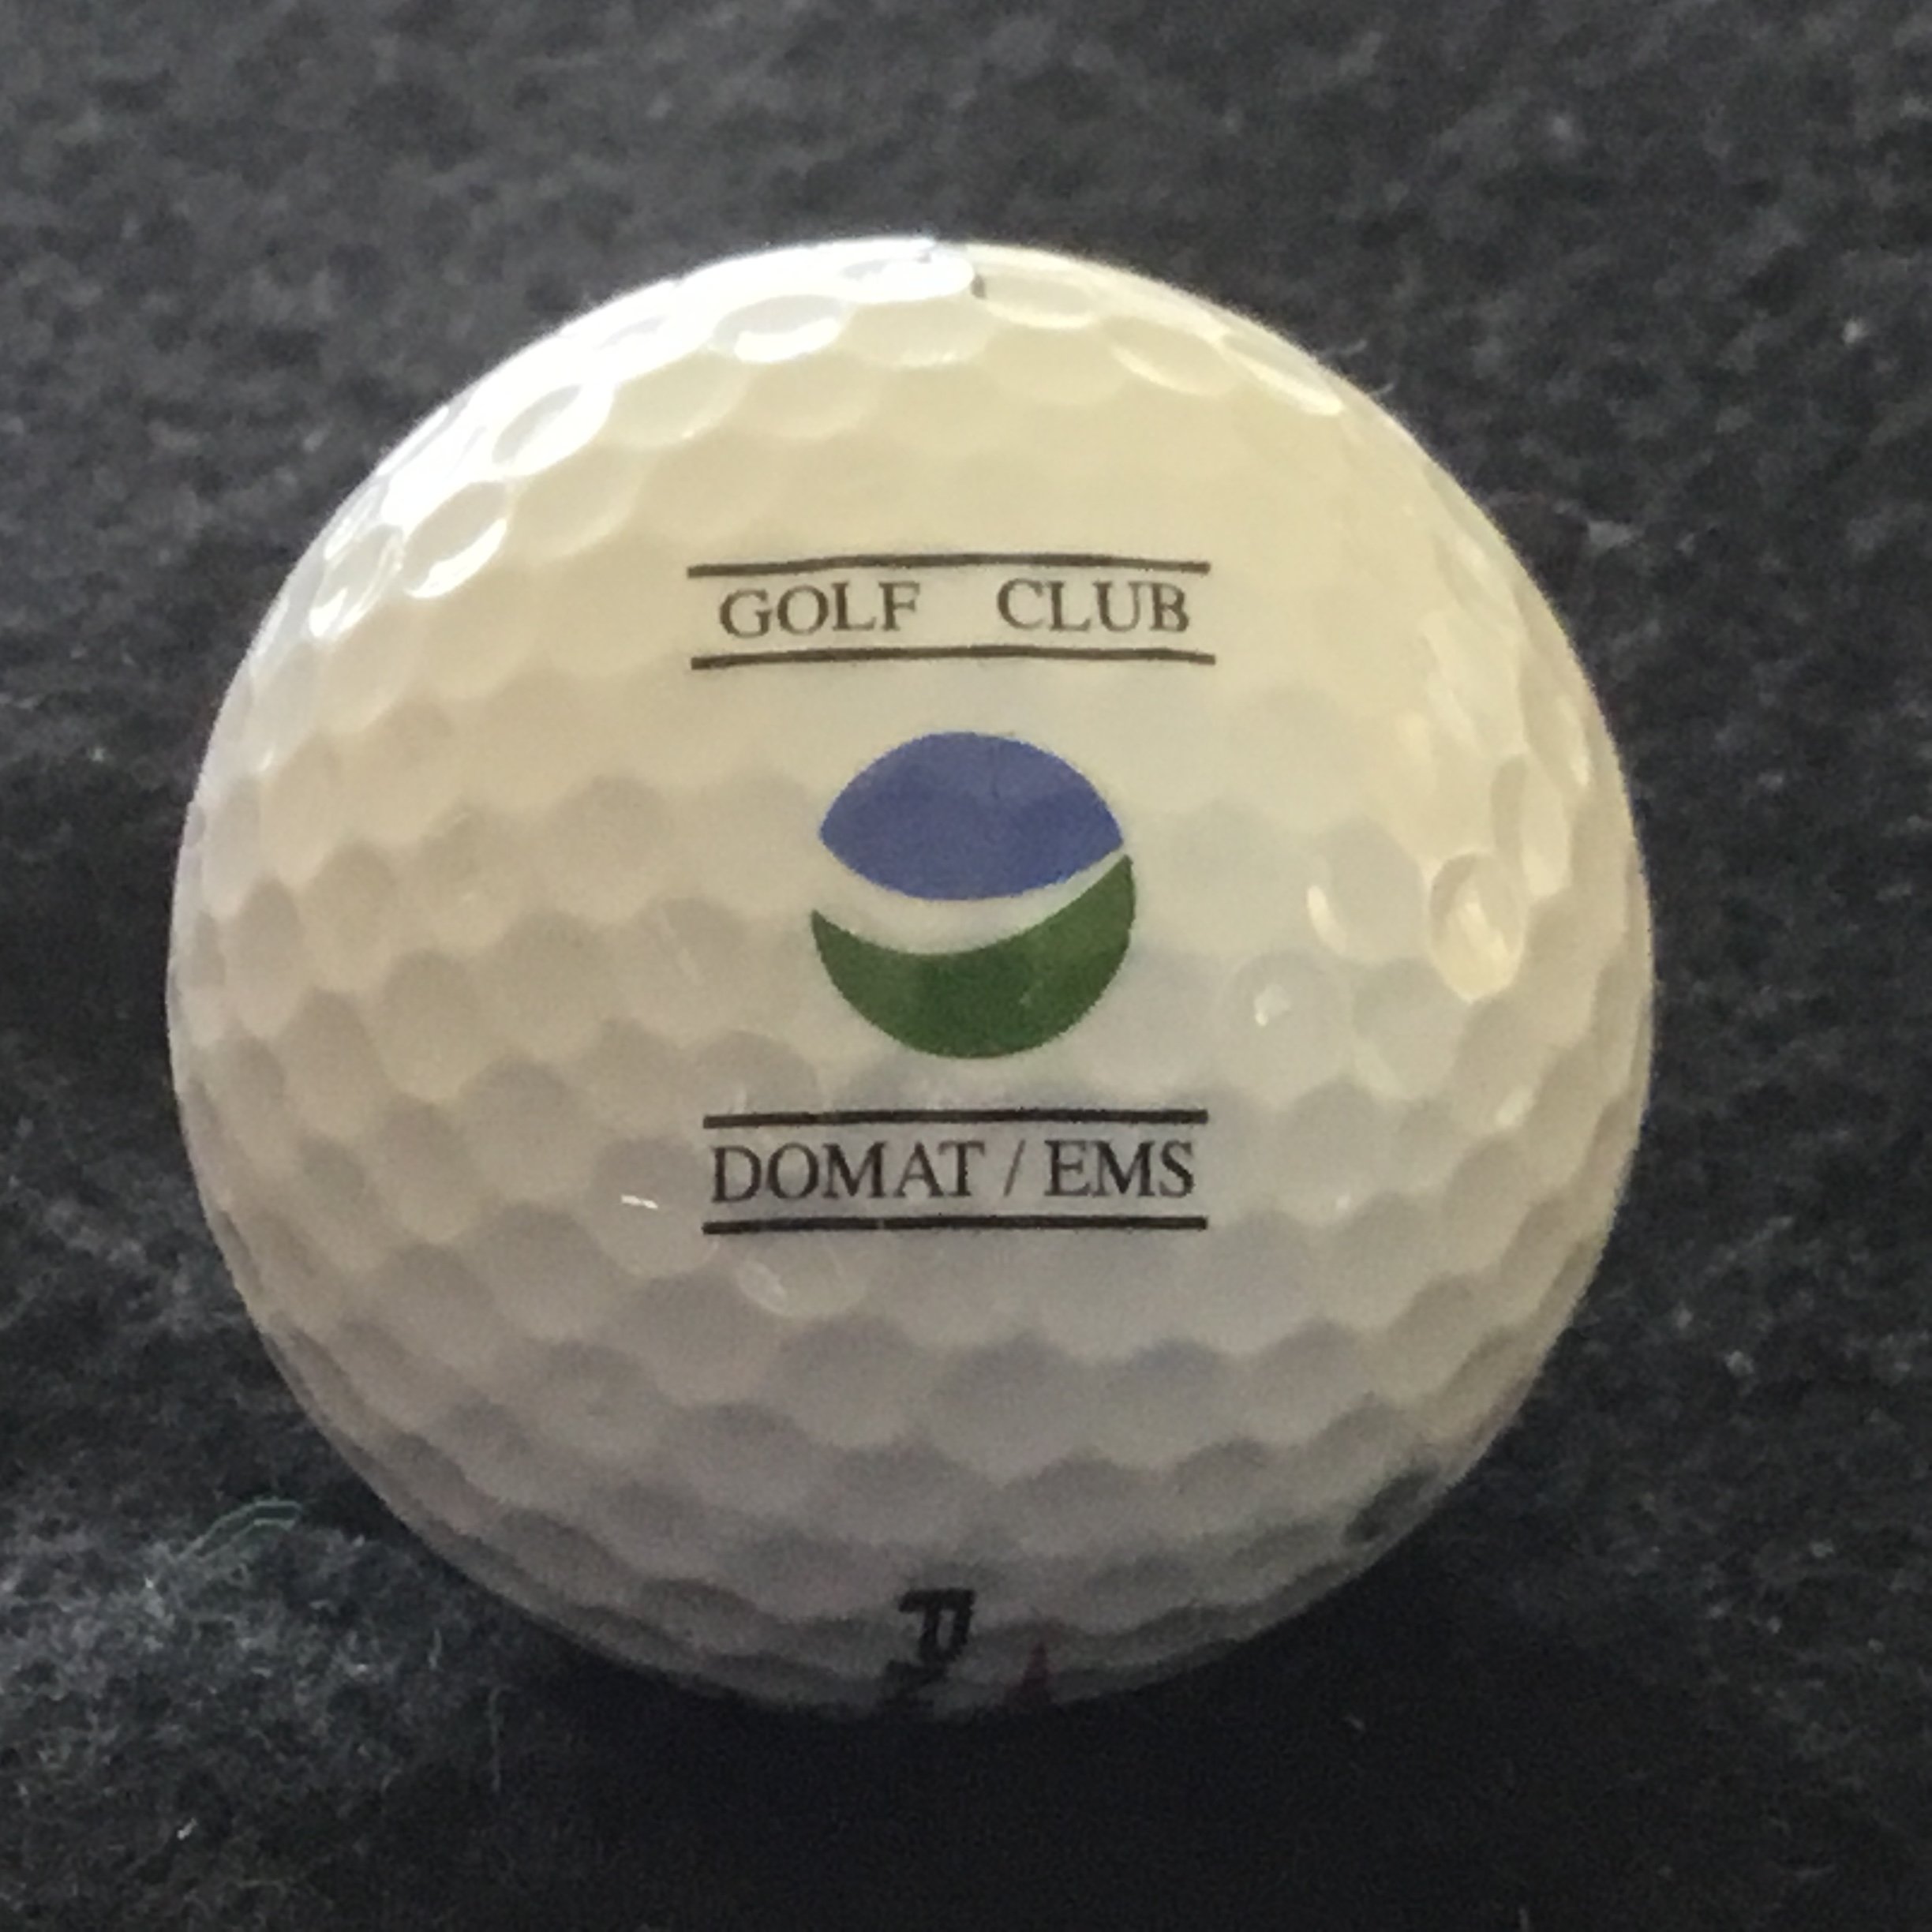 GOLF CLUB
DOMAT / EMS